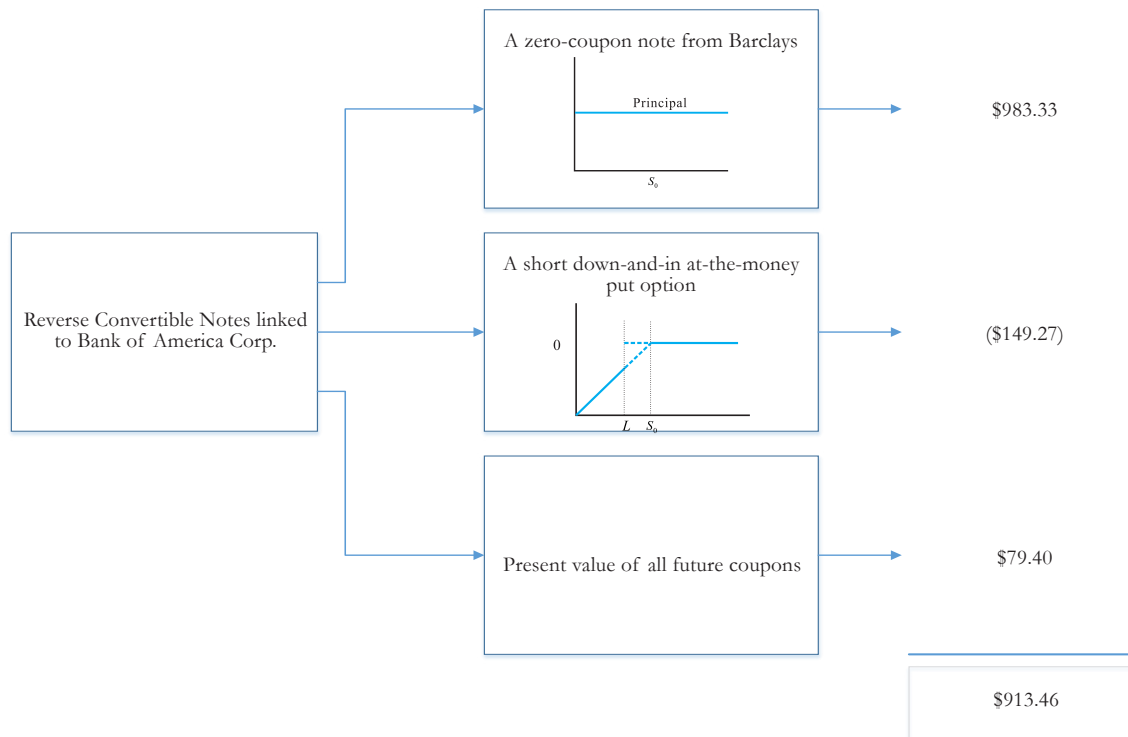 A zero-coupon note from Barclays
Principal
S₀
$983.33
Reverse Convertible Notes linked
to Bank of America Corp.
A short down-and-in at-the-money
put option
0
L S₀
($149.27)
Present value of all future coupons
$79.40
$913.46